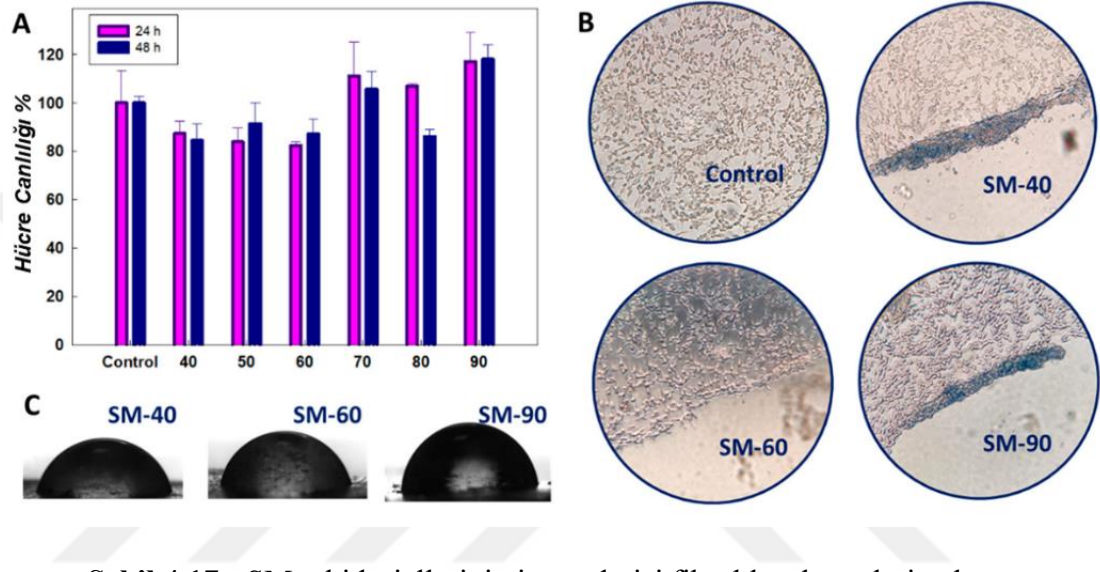 A
24 h
48 h
120
100
80
60
40
20
0
Hücre Canlılığı %
Control 40 50 60 70 80 90
B
Control
SM-40
SM-60
SM-90
C
SM-40 SM-60 SM-90